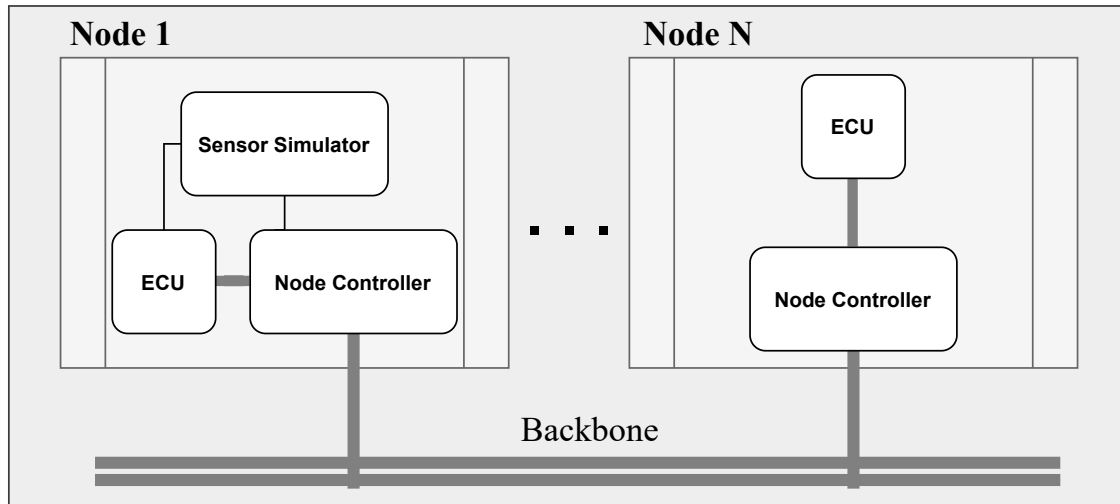 Node 1
Sensor Simulator
ECU
Node Controller
. . .
Node N
ECU
Node Controller
Backbone